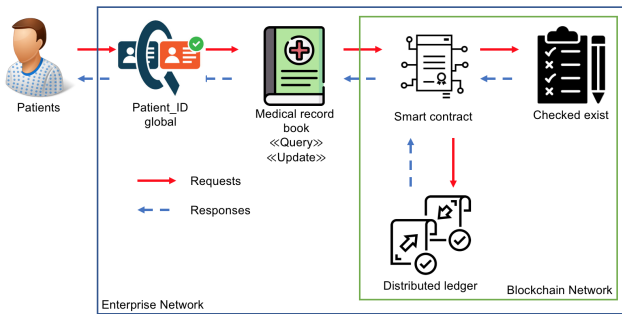 Patients
Patient_ID
global
Medical record
book
≪Query≫
≪Update≫
Smart contract
Checked exist
Requests
Responses
Distributed ledger
Enterprise Network
Blockchain Network